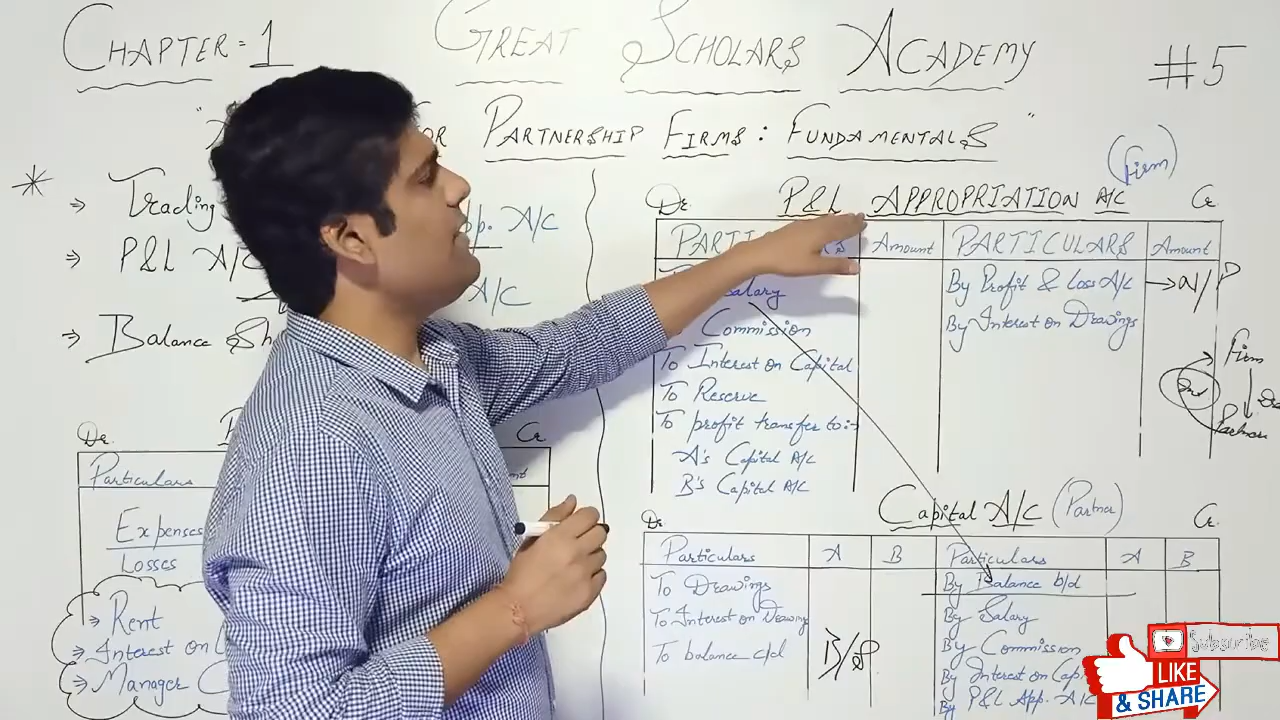 CHAPTER=1
GREAT SCHOLARS ACADEMY
#5
PARTNERSHIP FIRMS: FUNDAMENTALS"
(Firm)
* ⇒ Trading
App. A/C
⇒ P&L A/C
A/C
⇒ Balance Sh
Dr. Cr.
Particulars
Expenses
Losses
⇒ Rent
⇒ Interest on
⇒ Manager
Dr. P&L APPROPRIATION A/C Cr.
Amount PARTICULARS Amount
Salary
Commission
To Interest on Capital
To Reserve
To profit transfer to:-
A's Capital A/C
B's Capital A/C
By Profit & Loss A/C → N/P
By Interest on Drawings
Firm
Partner
Dr. Capital A/C (Partner) Cr.
Particulars A B Particulars A B
To Drawings
To Interest on Drawing
To balance c/d
B/S
By Balance b/d
By Salary
By Commission
By Interest on Cap
By P&L App. A/C
Subscribe
LIKE
& SHARE